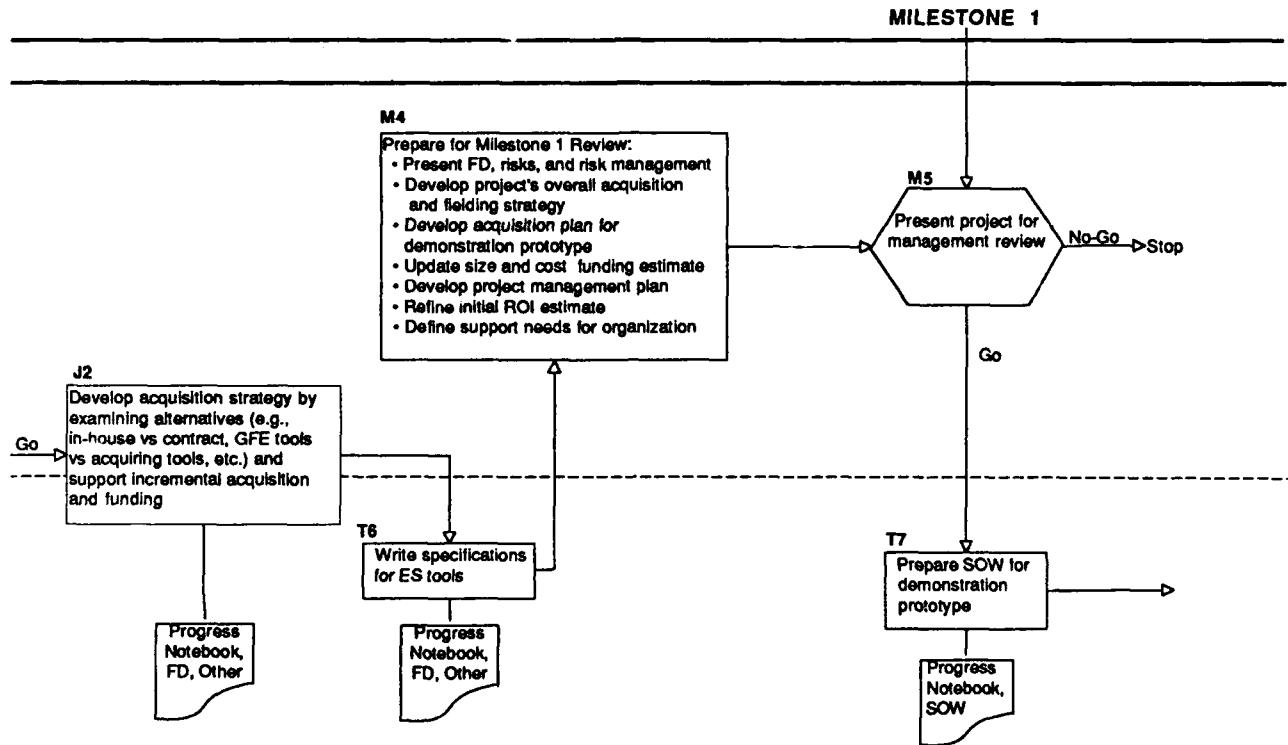 MILESTONE 1
M4
Prepare for Milestone 1 Review:
• Present FD, risks, and risk management
• Develop project's overall acquisition
and fielding strategy
• Develop acquisition plan for
demonstration prototype
• Update size and cost funding estimate
• Develop project management plan
• Refine initial ROI estimate
• Define support needs for organization
M5
Present project for
management review
No-Go
Stop
Go
J2
Go
Develop acquisition strategy by
examining alternatives (e.g.,
in-house vs contract, GFE tools
vs acquiring tools, etc.) and
support incremental acquisition
and funding
T6
Write specifications
for ES tools
T7
Prepare SOW for
demonstration
prototype
Progress
Notebook,
FD, Other
Progress
Notebook,
FD, Other
Progress
Notebook,
SOW